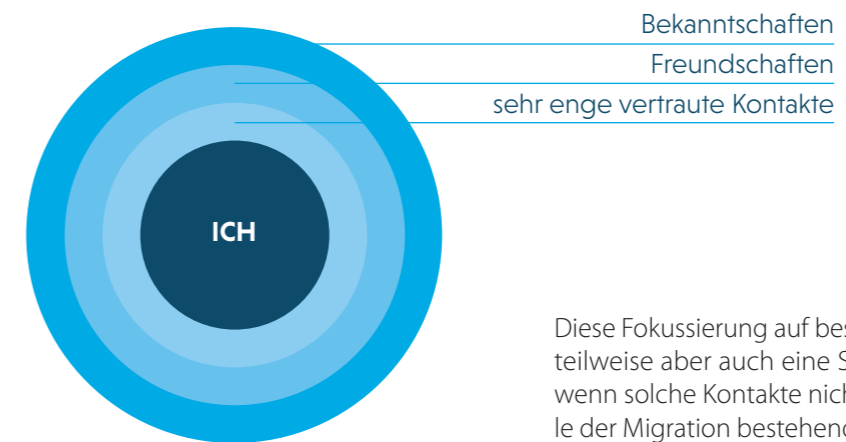 Bekanntschaften
Freundschaften
sehr enge vertraute Kontakte
ICH
Diese Fokussierung auf bes
teilweise aber auch eine S
wenn solche Kontakte nich
le der Migration bestehend